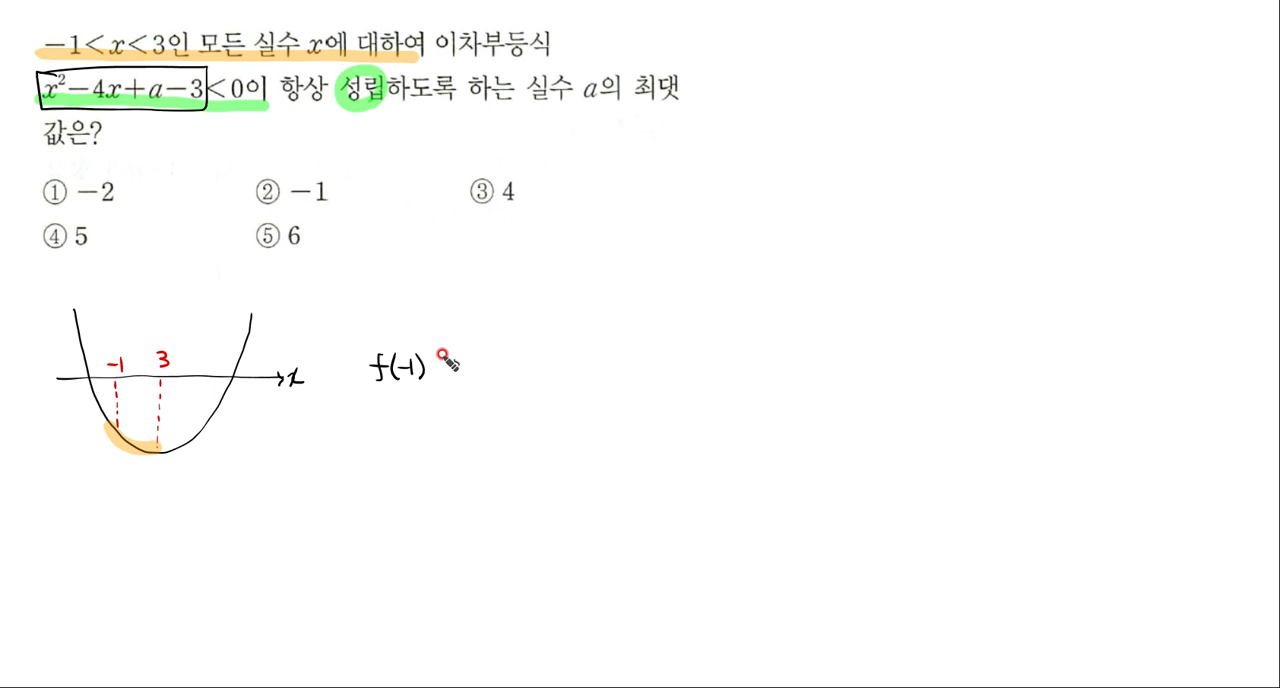 -1<x<3인 모든 실수 x에 대하여 이차부등식
x²-4x+a-3<0이 항상 성립하도록 하는 실수 a의 최댓
값은?
① -2 ② -1 ③ 4
④ 5 ⑤ 6
-1 3
x
f(-1)